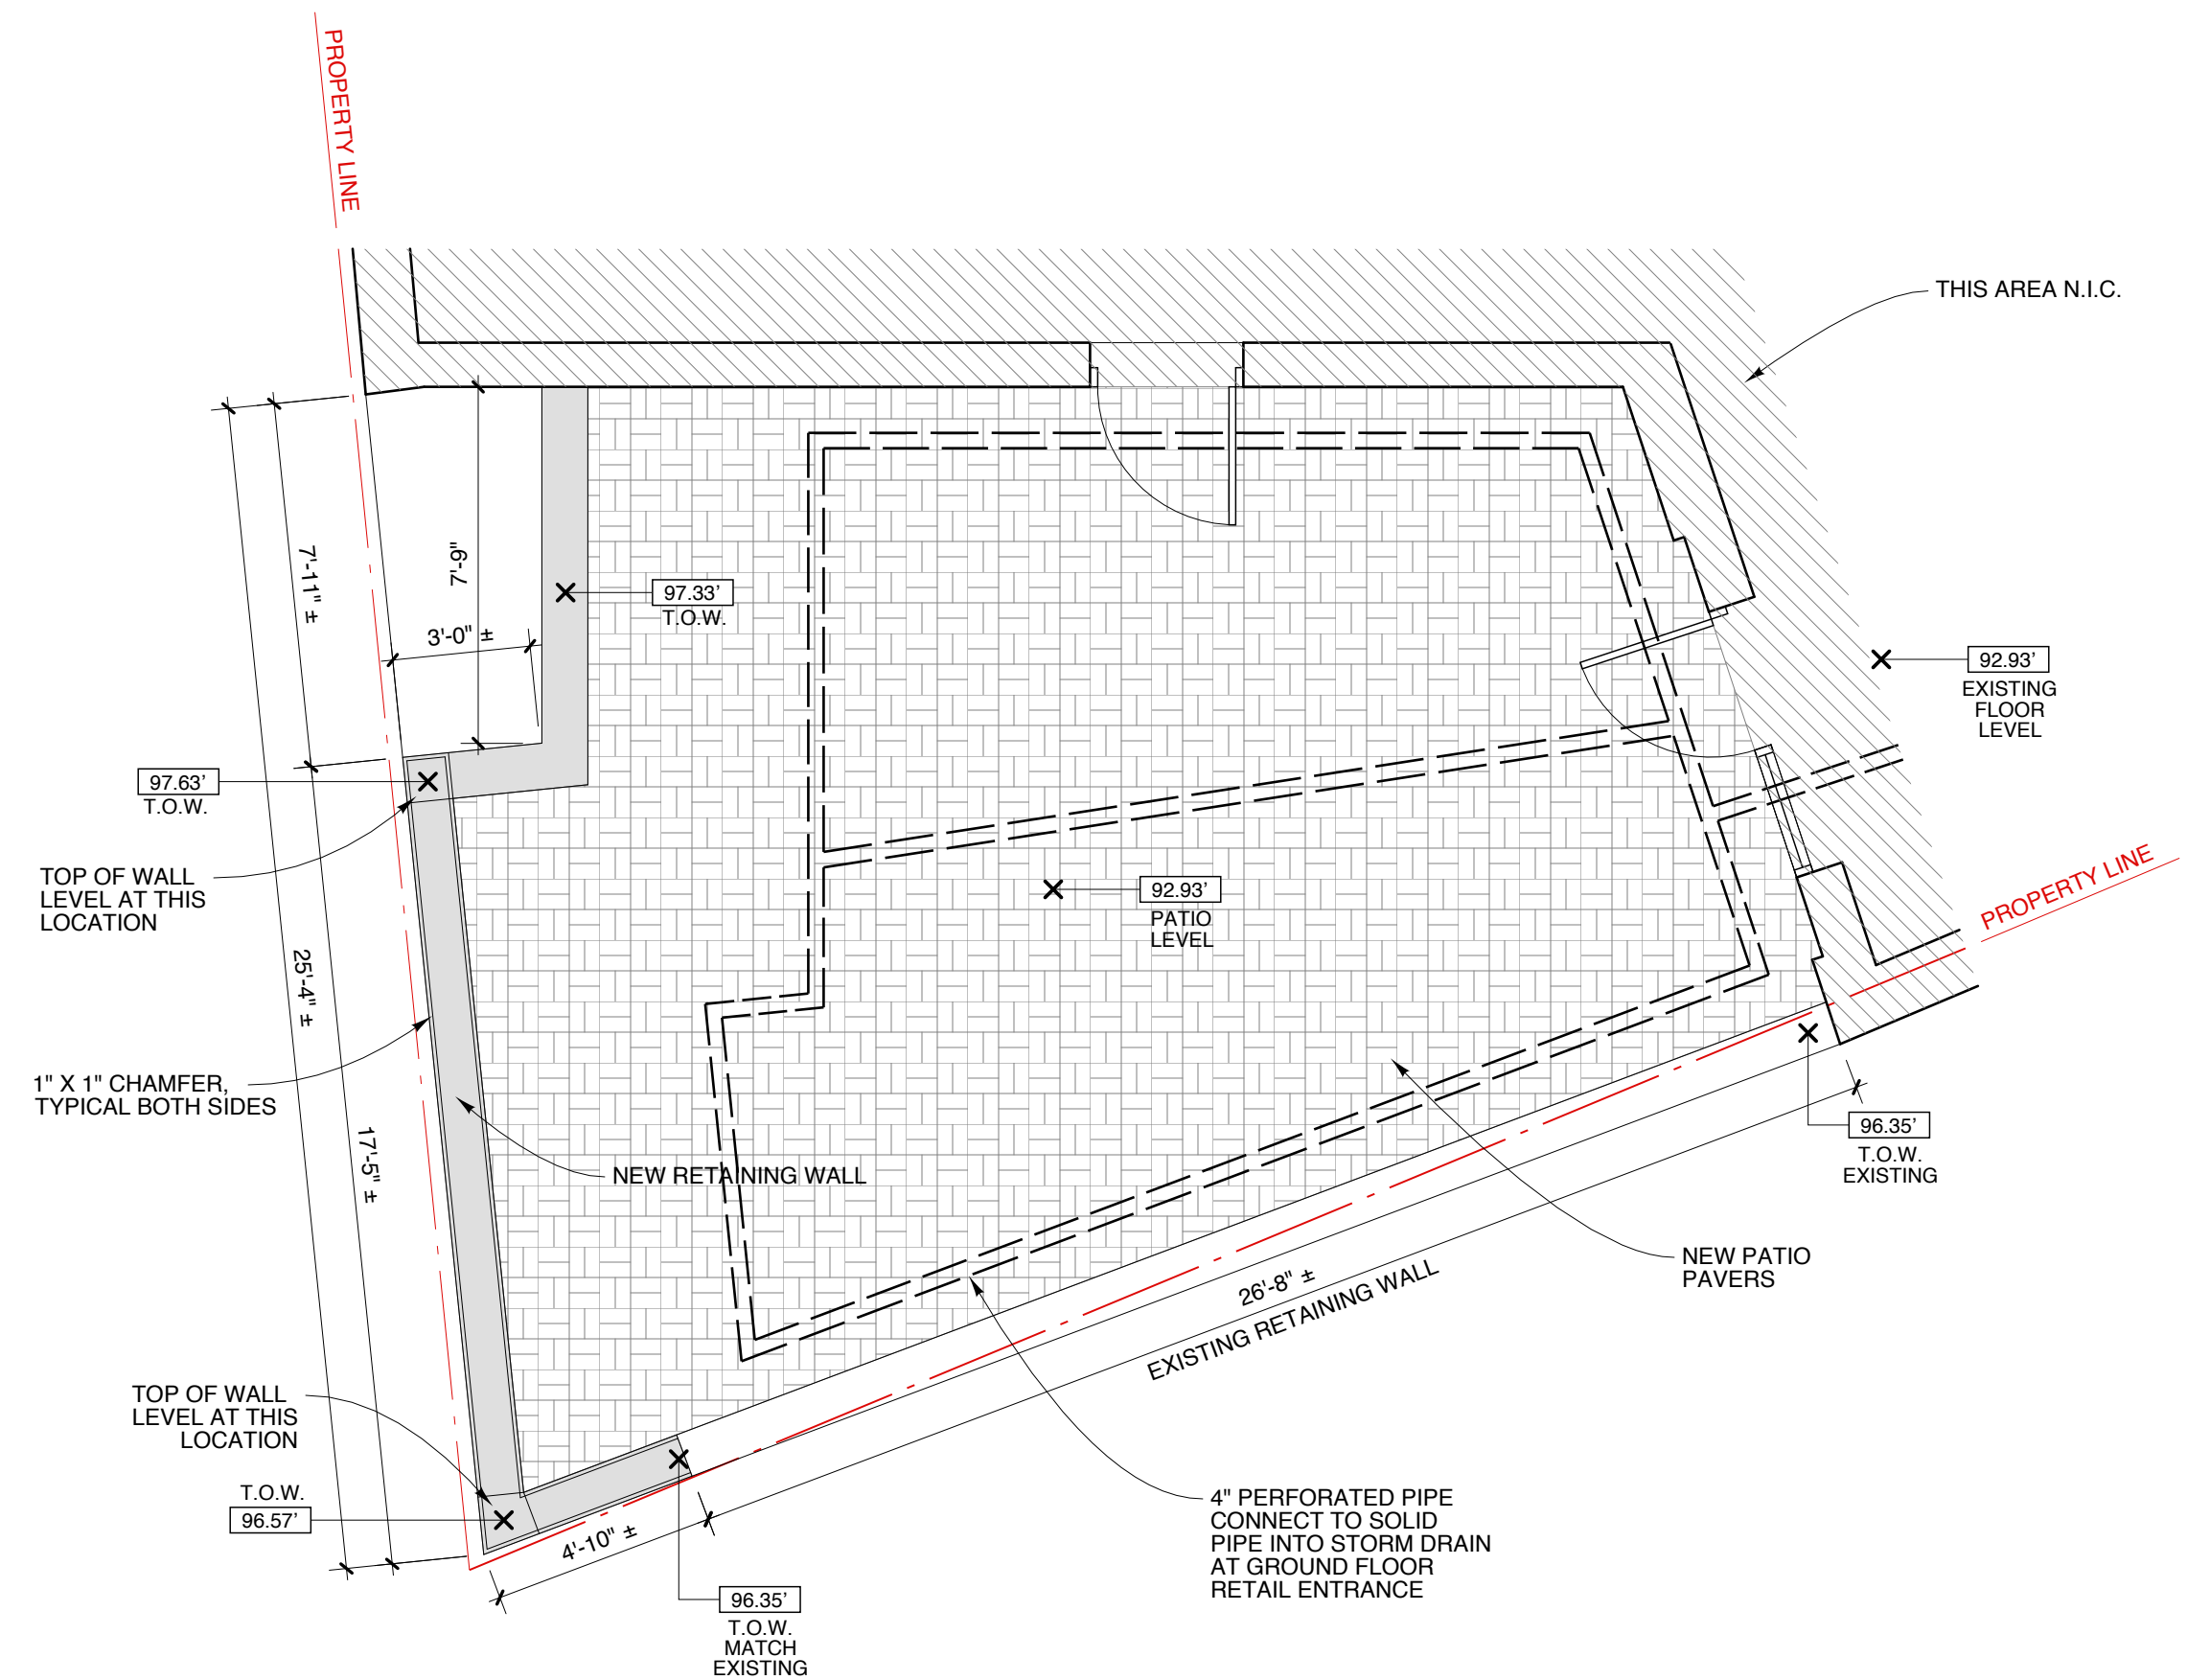 PROPERTY LINE
THIS AREA N.I.C.
7'-11" ±
7'-9"
3'-0" ±
97.33’
T.O.W.
92.93’
EXISTING
FLOOR
LEVEL
97.63’
T.O.W.
TOP OF WALL
LEVEL AT THIS
LOCATION
92.93’
PATIO
LEVEL
PROPERTY LINE
25'-4" ±
1" X 1" CHAMFER,
TYPICAL BOTH SIDES
17'-5" ±
NEW RETAINING WALL
96.35’
T.O.W.
EXISTING
NEW PATIO
PAVERS
26'-8" ±
EXISTING RETAINING WALL
TOP OF WALL
LEVEL AT THIS
LOCATION
T.O.W.
96.57’
4'-10" ±
4" PERFORATED PIPE
CONNECT TO SOLID
PIPE INTO STORM DRAIN
AT GROUND FLOOR
RETAIL ENTRANCE
96.35’
T.O.W.
MATCH
EXISTING